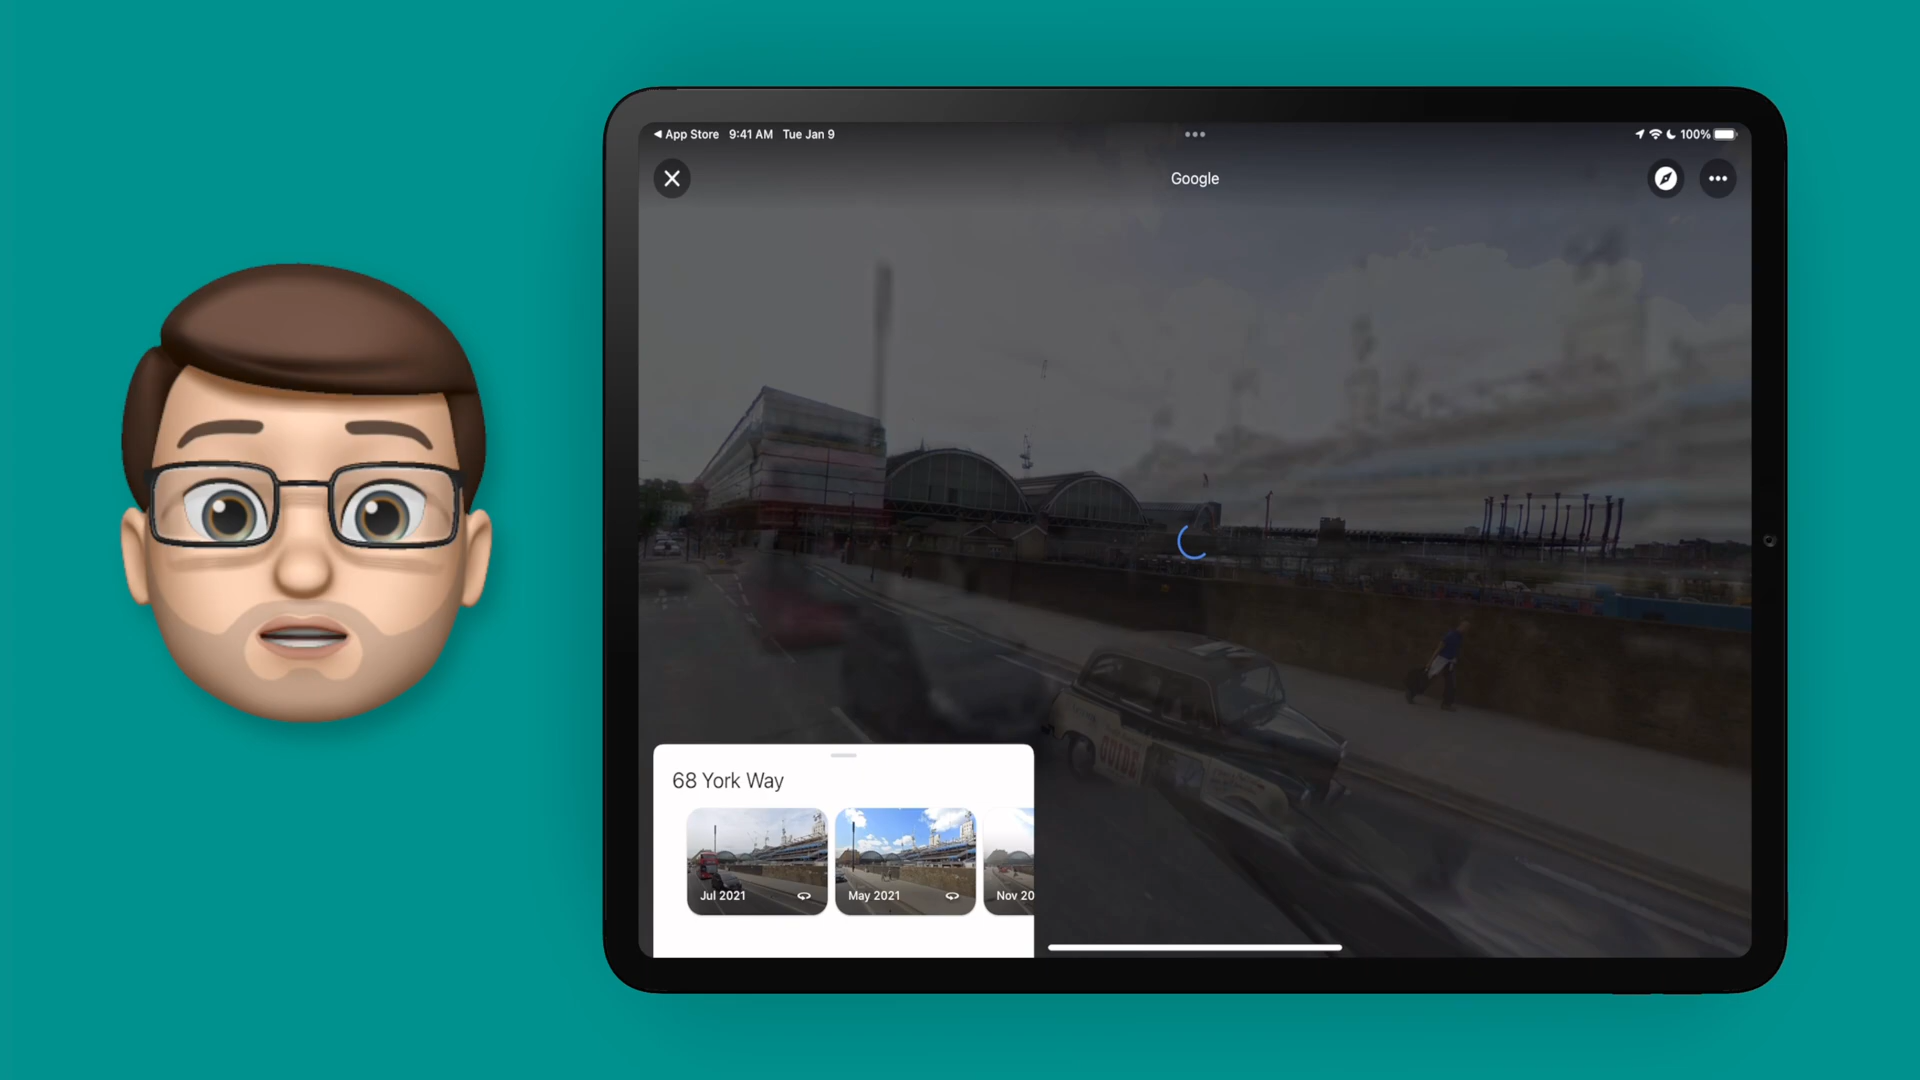 ◀ App Store 9:41 AM Tue Jan 9
100%
Google
GUIDE
68 York Way
Jul 2021
May 2021
Nov 20